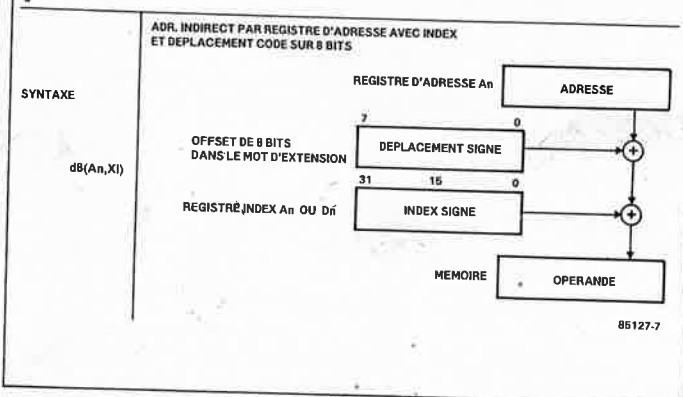 ADR. INDIRECT PAR REGISTRE D'ADRESSE AVEC INDEX
ET DEPLACEMENT CODE SUR 8 BITS
SYNTAXE
REGISTRE D'ADRESSE An
ADRESSE
7 0
OFFSET DE 8 BITS
DANS LE MOT D'EXTENSION
DEPLACEMENT SIGNE
+
d8(An,XI)
31 15 0
REGISTRE, INDEX An OU Dn
INDEX SIGNE
+
MEMOIRE
OPERANDE
85127-7